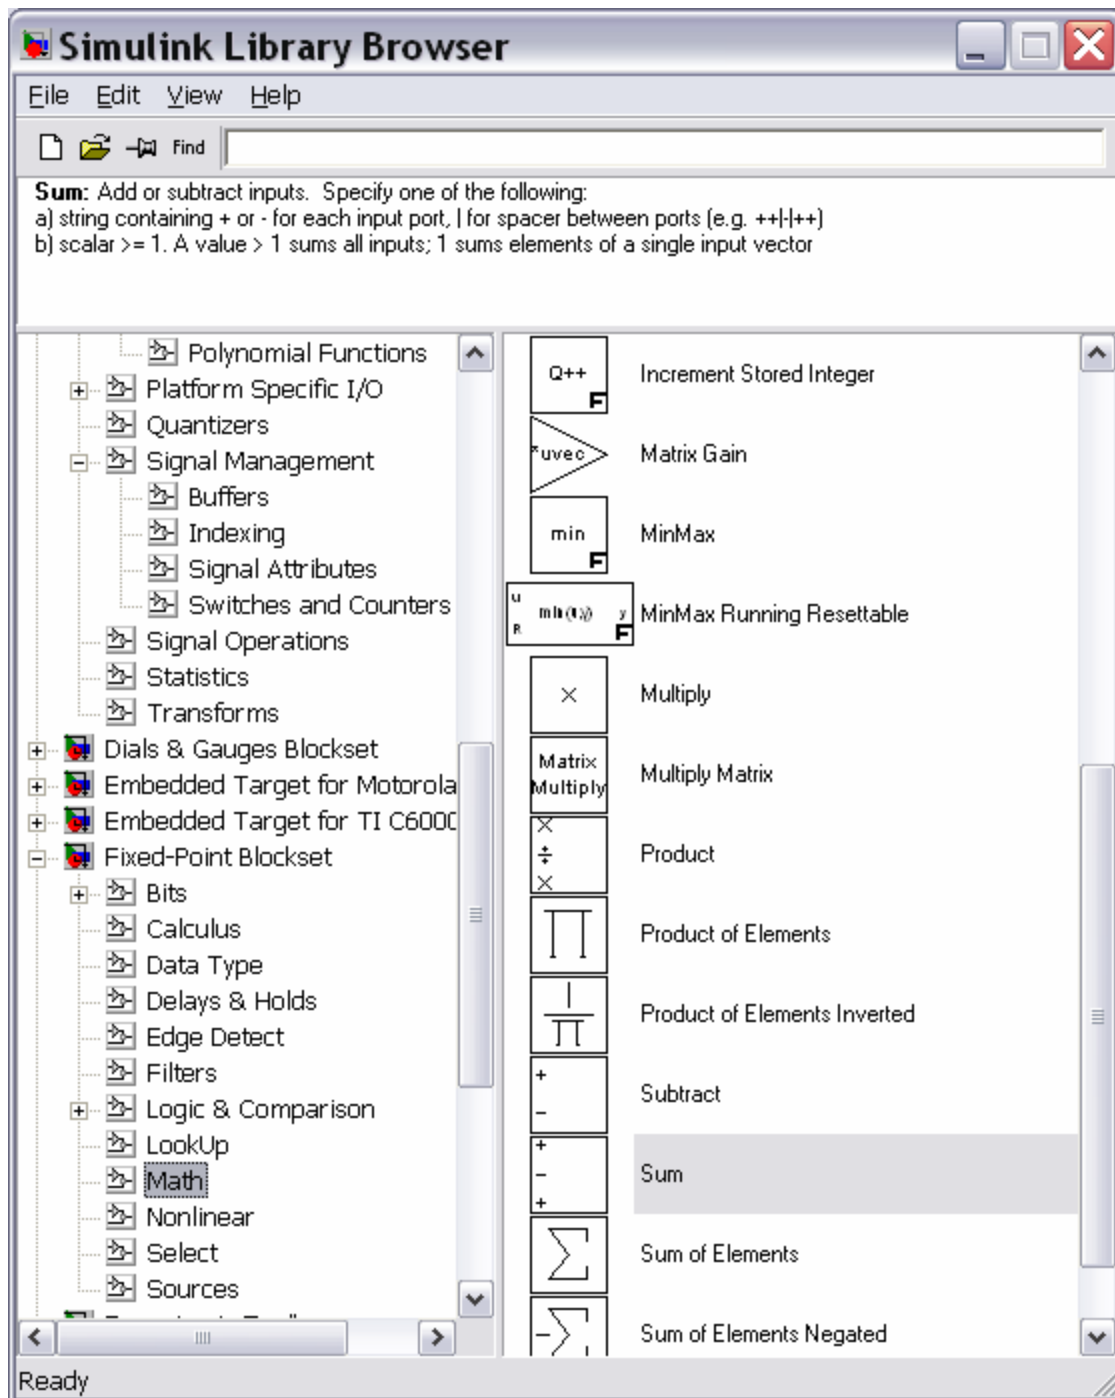 Simulink Library Browser
File Edit View Help
Find
Sum: Add or subtract inputs. Specify one of the following:
a) string containing + or - for each input port, | for spacer between ports (e.g. ++|-|++)
b) scalar >= 1. A value > 1 sums all inputs; 1 sums elements of a single input vector
Polynomial Functions
Platform Specific I/O
Quantizers
Signal Management
Buffers
Indexing
Signal Attributes
Switches and Counters
Signal Operations
Statistics
Transforms
Dials & Gauges Blockset
Embedded Target for Motorola
Embedded Target for TI C6000
Fixed-Point Blockset
Bits
Calculus
Data Type
Delays & Holds
Edge Detect
Filters
Logic & Comparison
LookUp
Math
Nonlinear
Select
Sources
Q++ F Increment Stored Integer
*uvec Matrix Gain
min F MinMax
u R min(u,y) y F MinMax Running Resettable
× Multiply
Matrix Multiply Multiply Matrix
× ÷ × Product
∏ Product of Elements
1/∏ Product of Elements Inverted
+ − Subtract
+ − + Sum
∑ Sum of Elements
−∑ Sum of Elements Negated
Ready